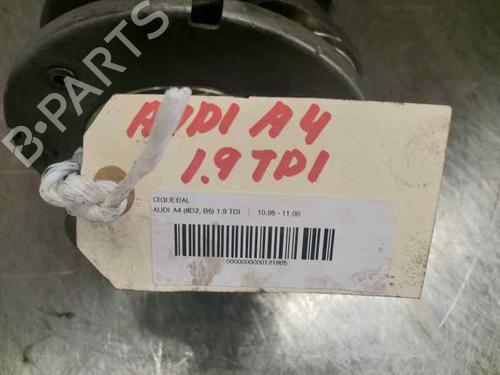 B-PARTS
AUDI A4
1.9 TDI
CIGUEÑAL
AUDI A4 (8D2, B5) 1.9 TDI | 10.95 - 11.00
0000000000121865